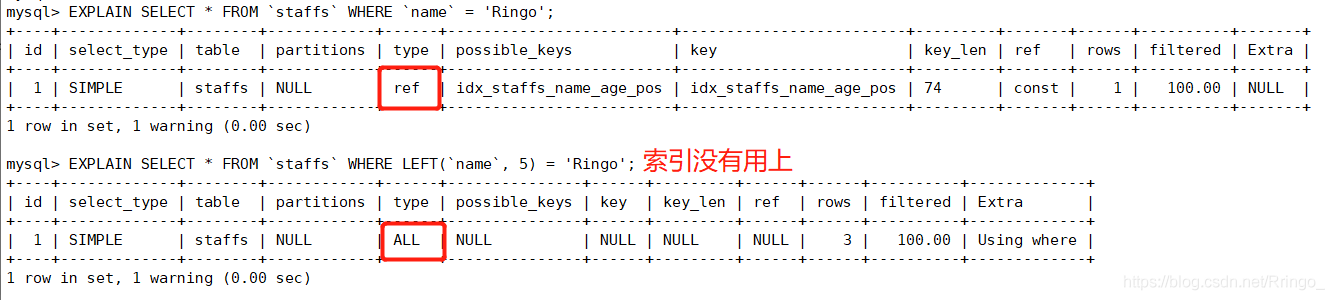 mysql> EXPLAIN SELECT * FROM `staffs` WHERE `name` = 'Ringo';
+----+-------------+--------+------------+------+-----------------------+-----------------------+---------+-------+------+----------+-------+
| id | select_type | table | partitions | type | possible_keys | key | key_len | ref | rows | filtered | Extra |
+----+-------------+--------+------------+------+-----------------------+-----------------------+---------+-------+------+----------+-------+
| 1 | SIMPLE | staffs | NULL | ref | idx_staffs_name_age_pos | idx_staffs_name_age_pos | 74 | const | 1 | 100.00 | NULL |
+----+-------------+--------+------------+------+-----------------------+-----------------------+---------+-------+------+----------+-------+
1 row in set, 1 warning (0.00 sec)
mysql> EXPLAIN SELECT * FROM `staffs` WHERE LEFT(`name`, 5) = 'Ringo'; 索引没有用上
+----+-------------+--------+------------+------+---------------+------+---------+------+------+----------+-------------+
| id | select_type | table | partitions | type | possible_keys | key | key_len | ref | rows | filtered | Extra |
+----+-------------+--------+------------+------+---------------+------+---------+------+------+----------+-------------+
| 1 | SIMPLE | staffs | NULL | ALL | NULL | NULL | NULL | NULL | 3 | 100.00 | Using where |
+----+-------------+--------+------------+------+---------------+------+---------+------+------+----------+-------------+
1 row in set, 1 warning (0.00 sec)
https://blog.csdn.net/Rringo_